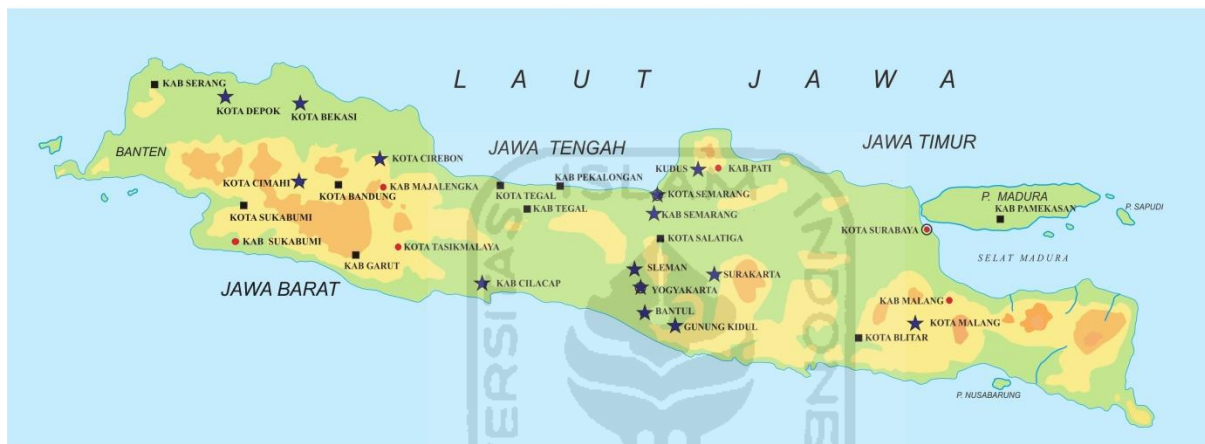 L A U T J A W A
KAB SERANG
KOTA DEPOK
KOTA BEKASI
BANTEN
KOTA CIREBON
JAWA TENGAH
JAWA TIMUR
KOTA CIMAHI
KOTA BANDUNG
KAB MAJALENGKA
KOTA TEGAL
KAB PEKALONGAN
KAB TEGAL
KUDUS
KAB PATI
KOTA SEMARANG
KAB SEMARANG
P. MADURA
KAB PAMEKASAN
P. SAPUDI
KOTA SUKABUMI
KAB SUKABUMI
KOTA TASIKMALAYA
KAB GARUT
KOTA SALATIGA
KOTA SURABAYA
SELAT MADURA
JAWA BARAT
KAB CILACAP
SLEMAN
SURAKARTA
YOGYAKARTA
BANTUL
GUNUNG KIDUL
KAB MALANG
KOTA MALANG
KOTA BLITAR
P. NUSABARUNG
ISLAM
ERSITAS
INDONE